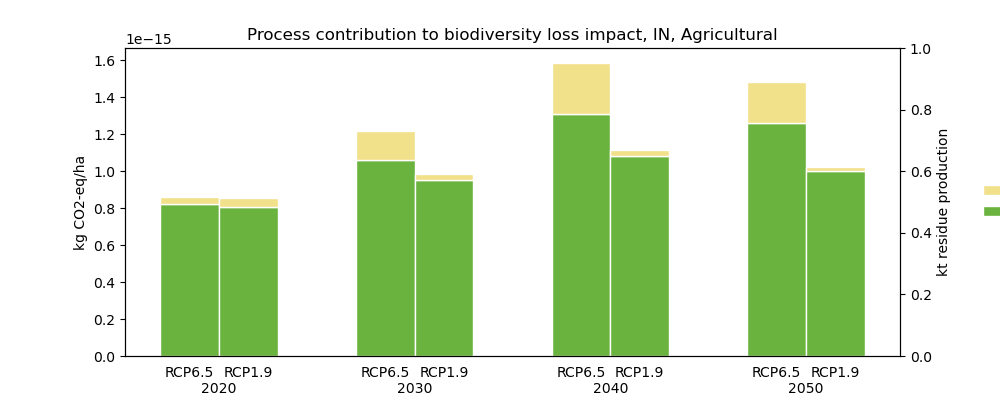 Process contribution to biodiversity loss impact, IN, Agricultural
1e−15
kg CO2-eq/ha
1.6
1.4
1.2
1.0
0.8
0.6
0.4
0.2
0.0
1.0
0.8
0.6
0.4
0.2
0.0
kt residue production
RCP6.5 RCP1.9 RCP6.5 RCP1.9 RCP6.5 RCP1.9 RCP6.5 RCP1.9
2020 2030 2040 2050